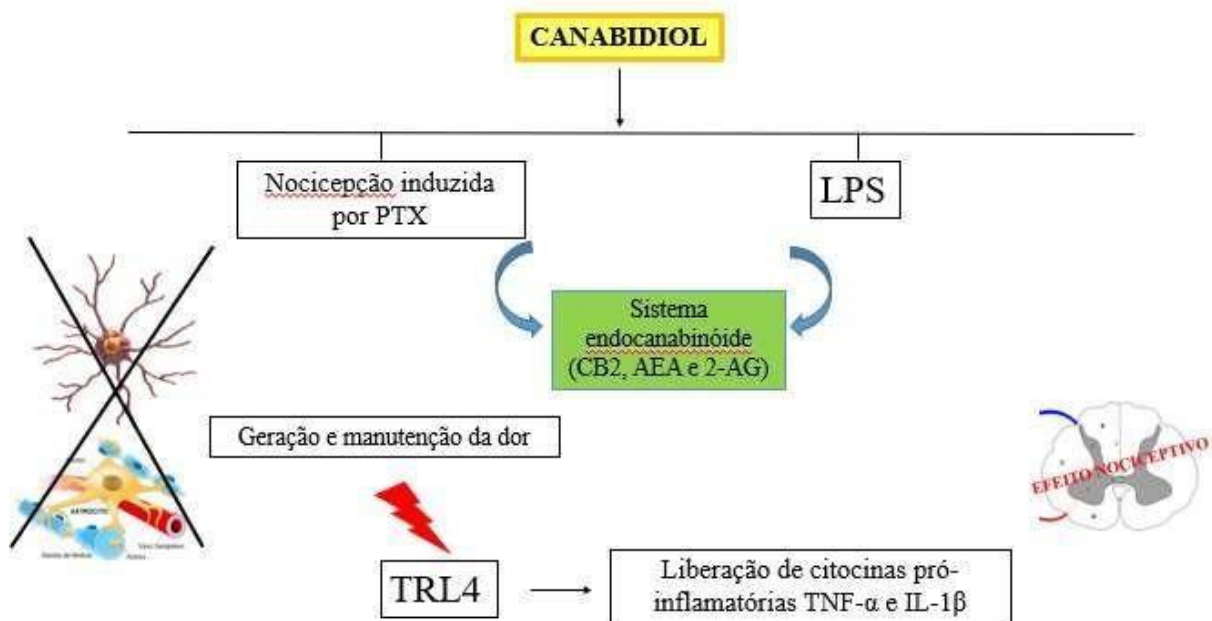 CANABIDIOL
Nocicepção induzida
por PTX
LPS
Sistema
endocanabinóide
(CB2, AEA e 2-AG)
Geração e manutenção da dor
EFEITO NOCICEPTIVO
ASTROCITO
TRL4
Liberação de citocinas pró-
inflamatórias TNF-α e IL-1β